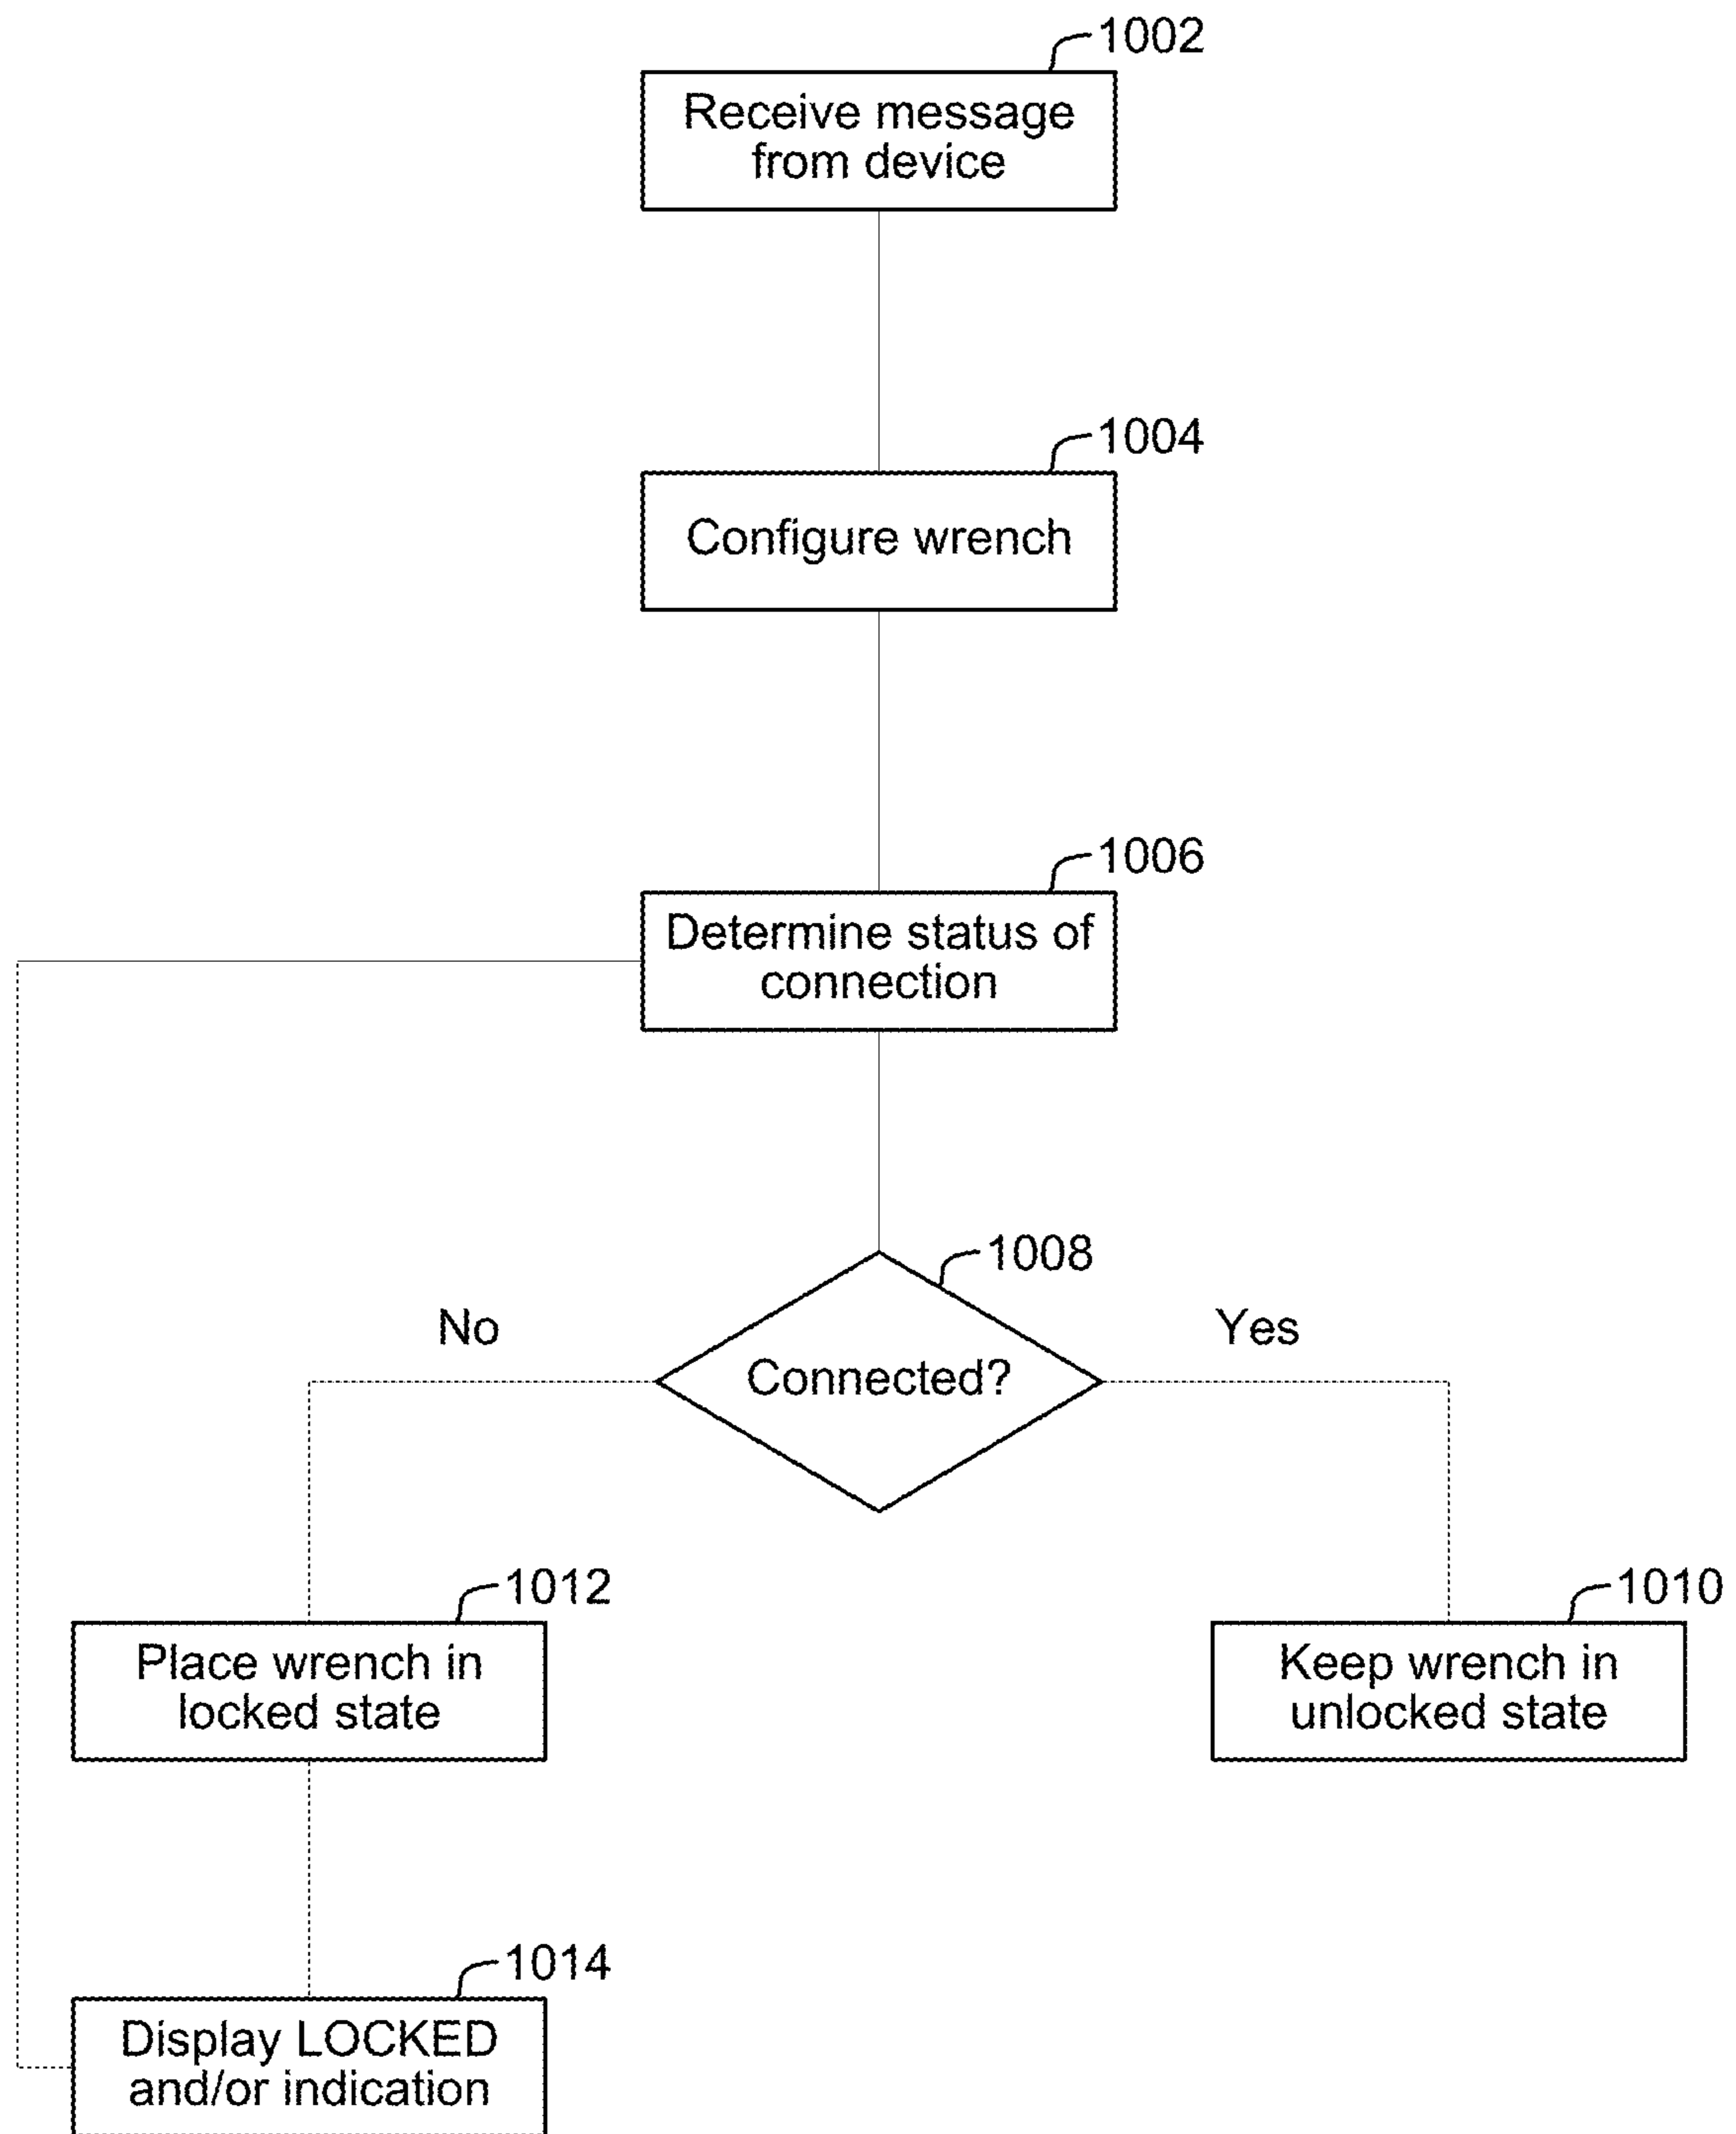 1002
Receive message
from device
1004
Configure wrench
1006
Determine status of
connection
1008
No
Yes
Connected?
1012
1010
Place wrench in
locked state
Keep wrench in
unlocked state
1014
Display LOCKED
and/or indication